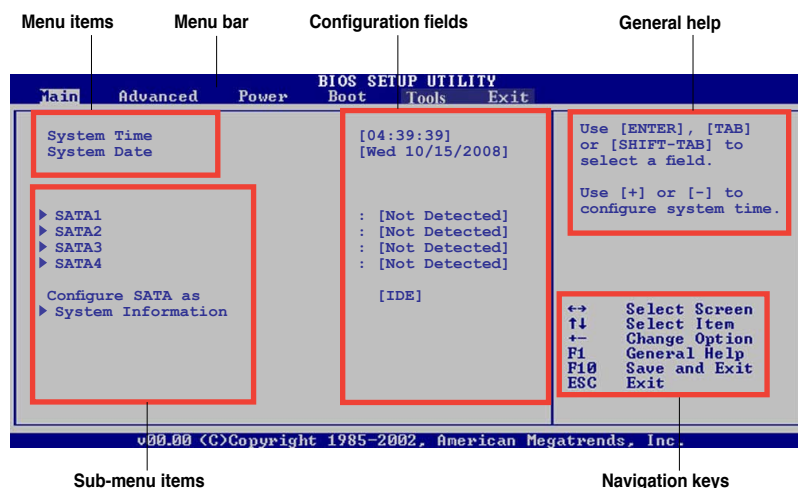 Menu items Menu bar Configuration fields General help
BIOS SETUP UTILITY
Main Advanced Power Boot Tools Exit
System Time [04:39:39]
System Date [Wed 10/15/2008]
SATA1 : [Not Detected]
SATA2 : [Not Detected]
SATA3 : [Not Detected]
SATA4 : [Not Detected]
Configure SATA as [IDE]
System Information
Use [ENTER], [TAB]
or [SHIFT-TAB] to
select a field.
Use [+] or [-] to
configure system time.
←→ Select Screen
↑↓ Select Item
+- Change Option
F1 General Help
F10 Save and Exit
ESC Exit
v00.00 (C)Copyright 1985-2002, American Megatrends, Inc.
Sub-menu items Navigation keys